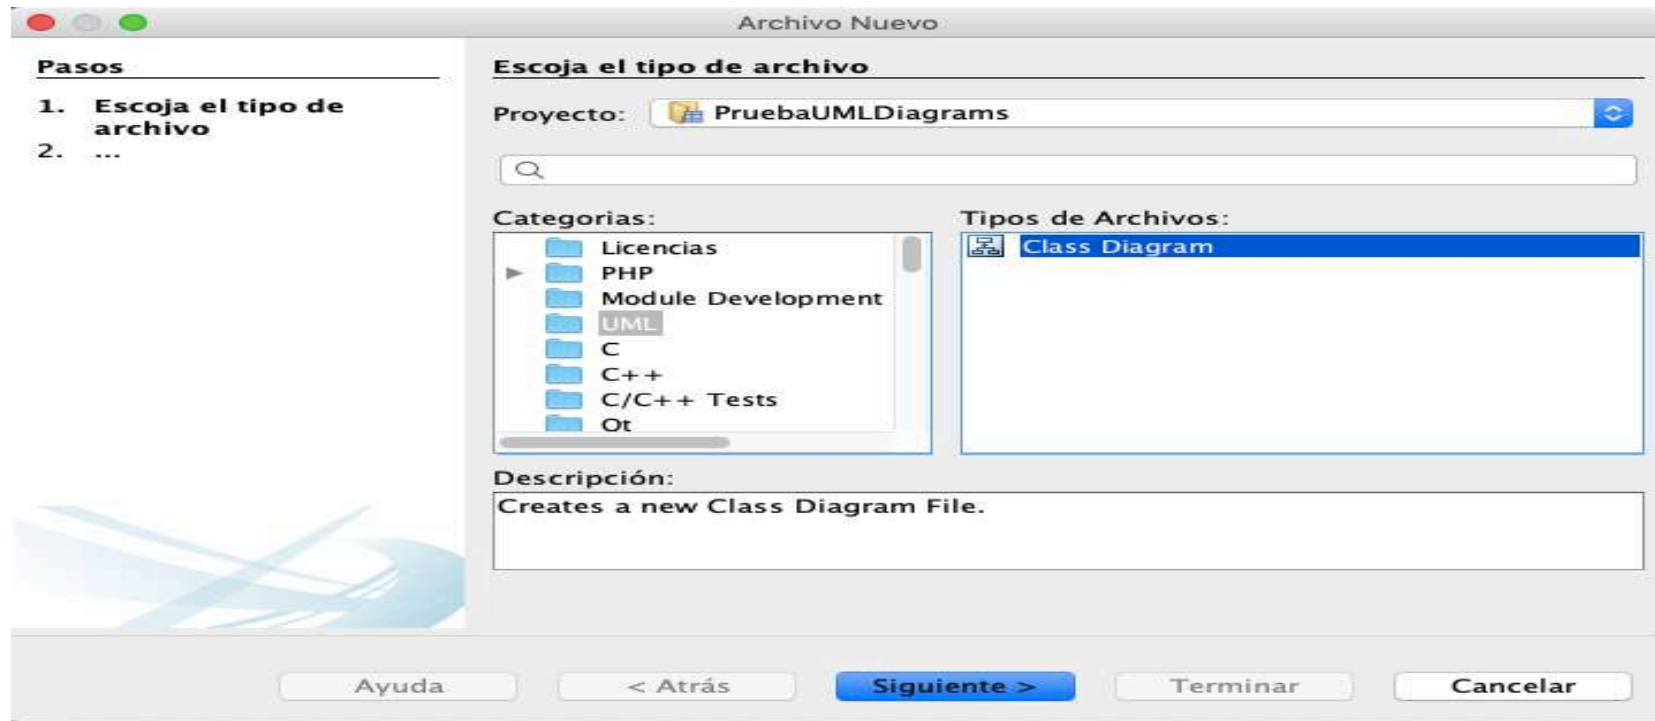 Archivo Nuevo
Pasos
1. Escoja el tipo de
archivo
2. ...
Escoja el tipo de archivo
Proyecto: PruebaUMLDiagrams
Categorias:
Licencias
PHP
Module Development
UML
C
C++
C/C++ Tests
Qt
Tipos de Archivos:
Class Diagram
Descripción:
Creates a new Class Diagram File.
Ayuda
< Atrás
Siguiente >
Terminar
Cancelar